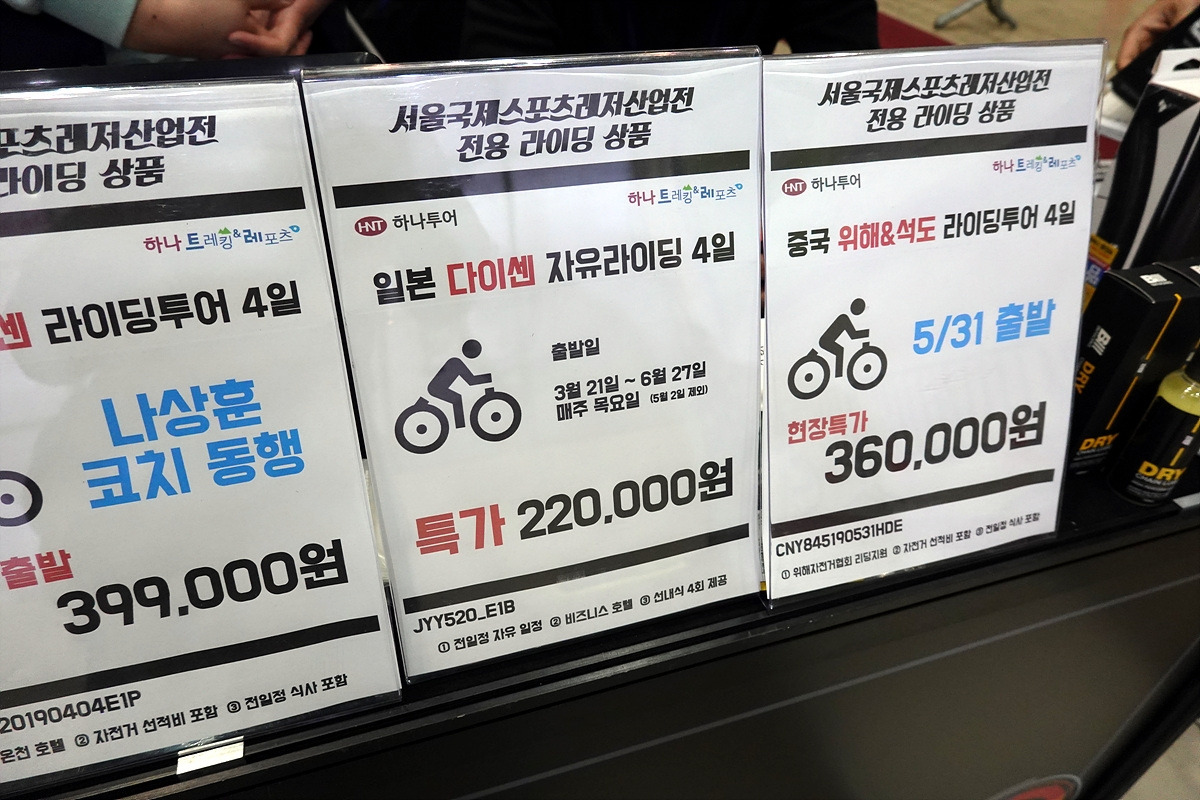 포츠레저산업전
라이딩 상품
하나 트레킹&레포츠
센 라이딩투어 4일
나상훈
코치 동행
출발
399,000원
20190404E1P
온천 호텔 ② 자전거 선적비 포함 ③ 전일정 식사 포함
서울국제스포츠레저산업전
전용 라이딩 상품
하나 트레킹&레포츠
HNT 하나투어
일본 다이센 자유라이딩 4일
출발일
3월 21일 ~ 6월 27일
매주 목요일 (5월 2일 제외)
특가 220,000원
JYY520_E1B
① 전일정 자유 일정 ② 비즈니스 호텔 ③ 선내식 4회 제공
서울국제스포츠레저산업전
전용 라이딩 상품
하나 트레킹&레포츠
HNT 하나투어
중국 위해&석도 라이딩투어 4일
5/31 출발
현장특가
360,000원
CNY845190531HDE
① 위해자전거협회 리딩지원 ② 자전거 선적비 포함 ③ 전일정 식사 포함
DRY
DRY
DRY